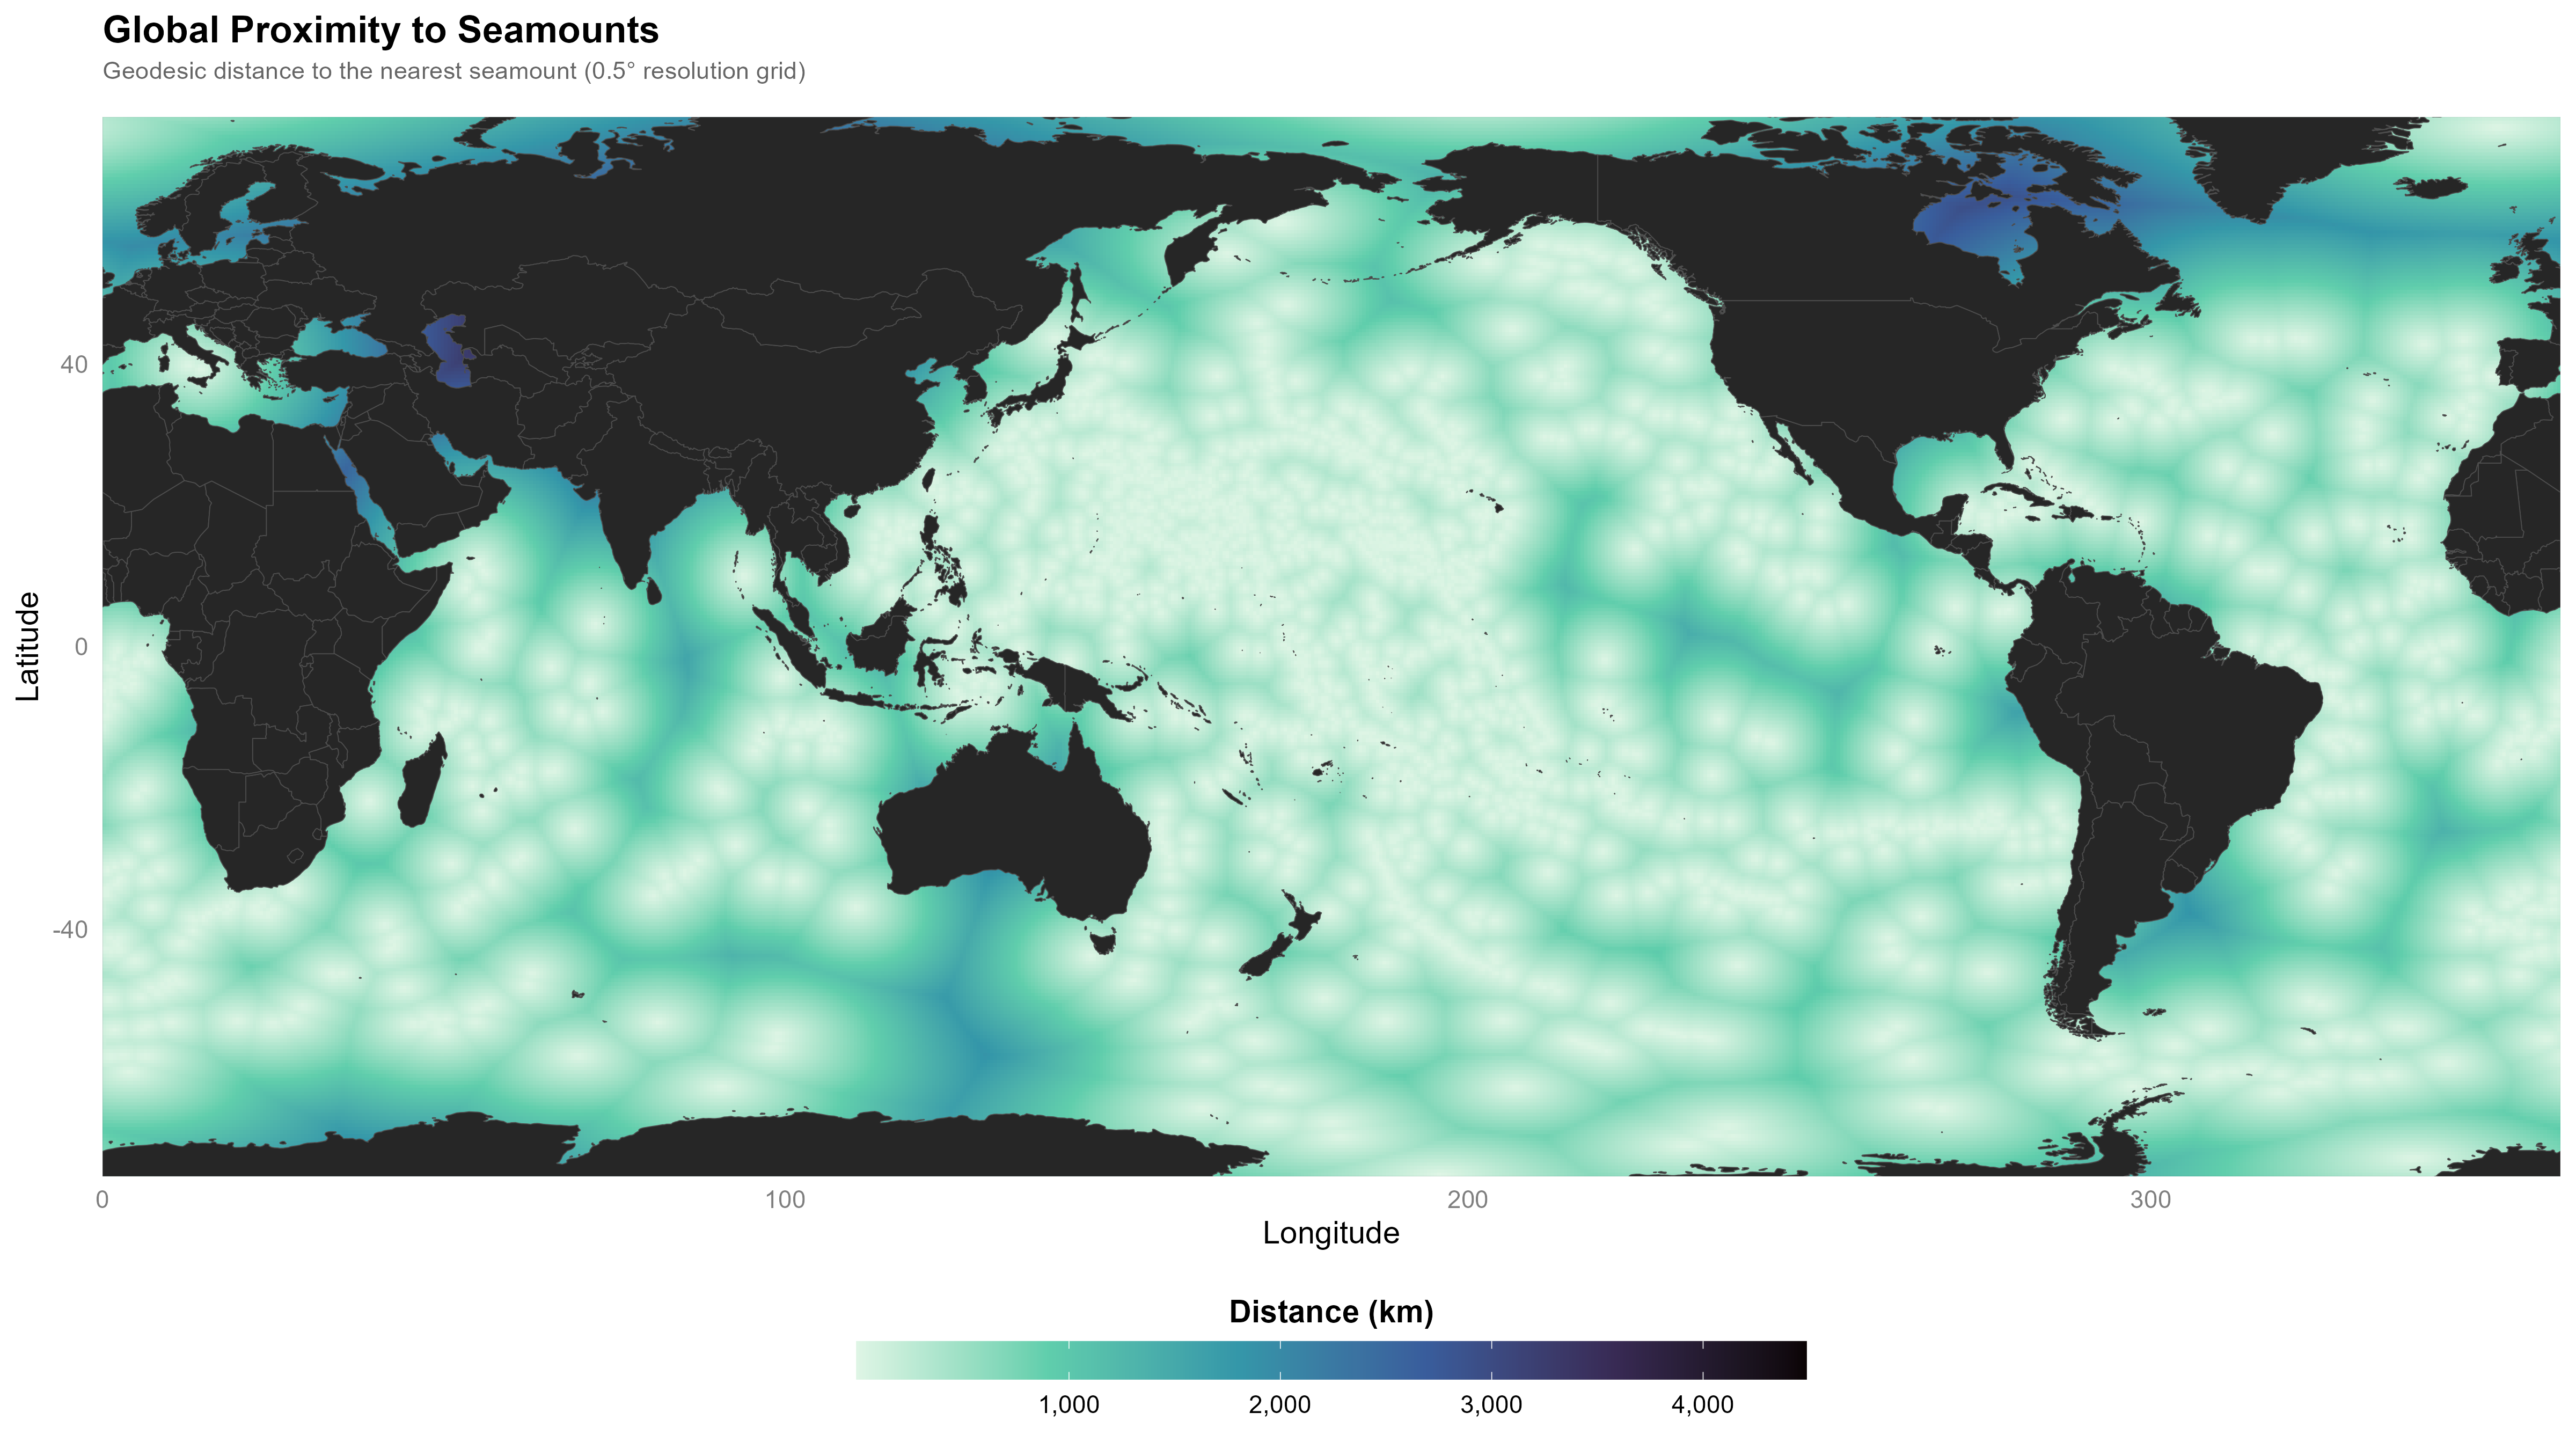 Global Proximity to Seamounts
Geodesic distance to the nearest seamount (0.5° resolution grid)
Latitude
40
0
-40
0
100
200
300
Longitude
Distance (km)
1,000
2,000
3,000
4,000